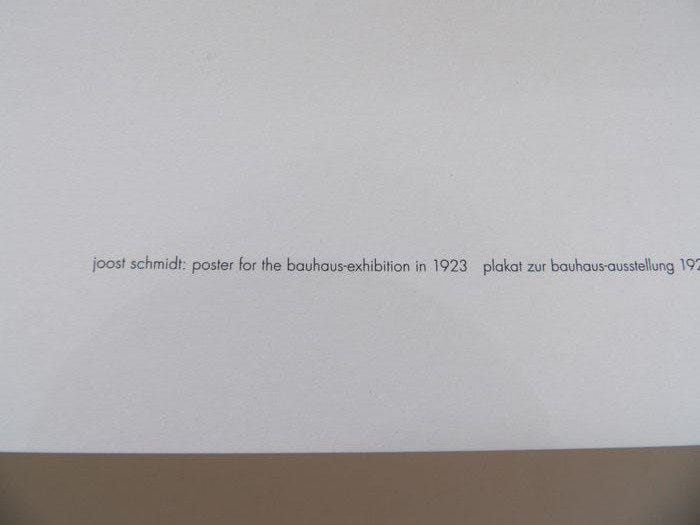 joost schmidt: poster for the bauhaus-exhibition in 1923 plakat zur bauhaus-ausstellung